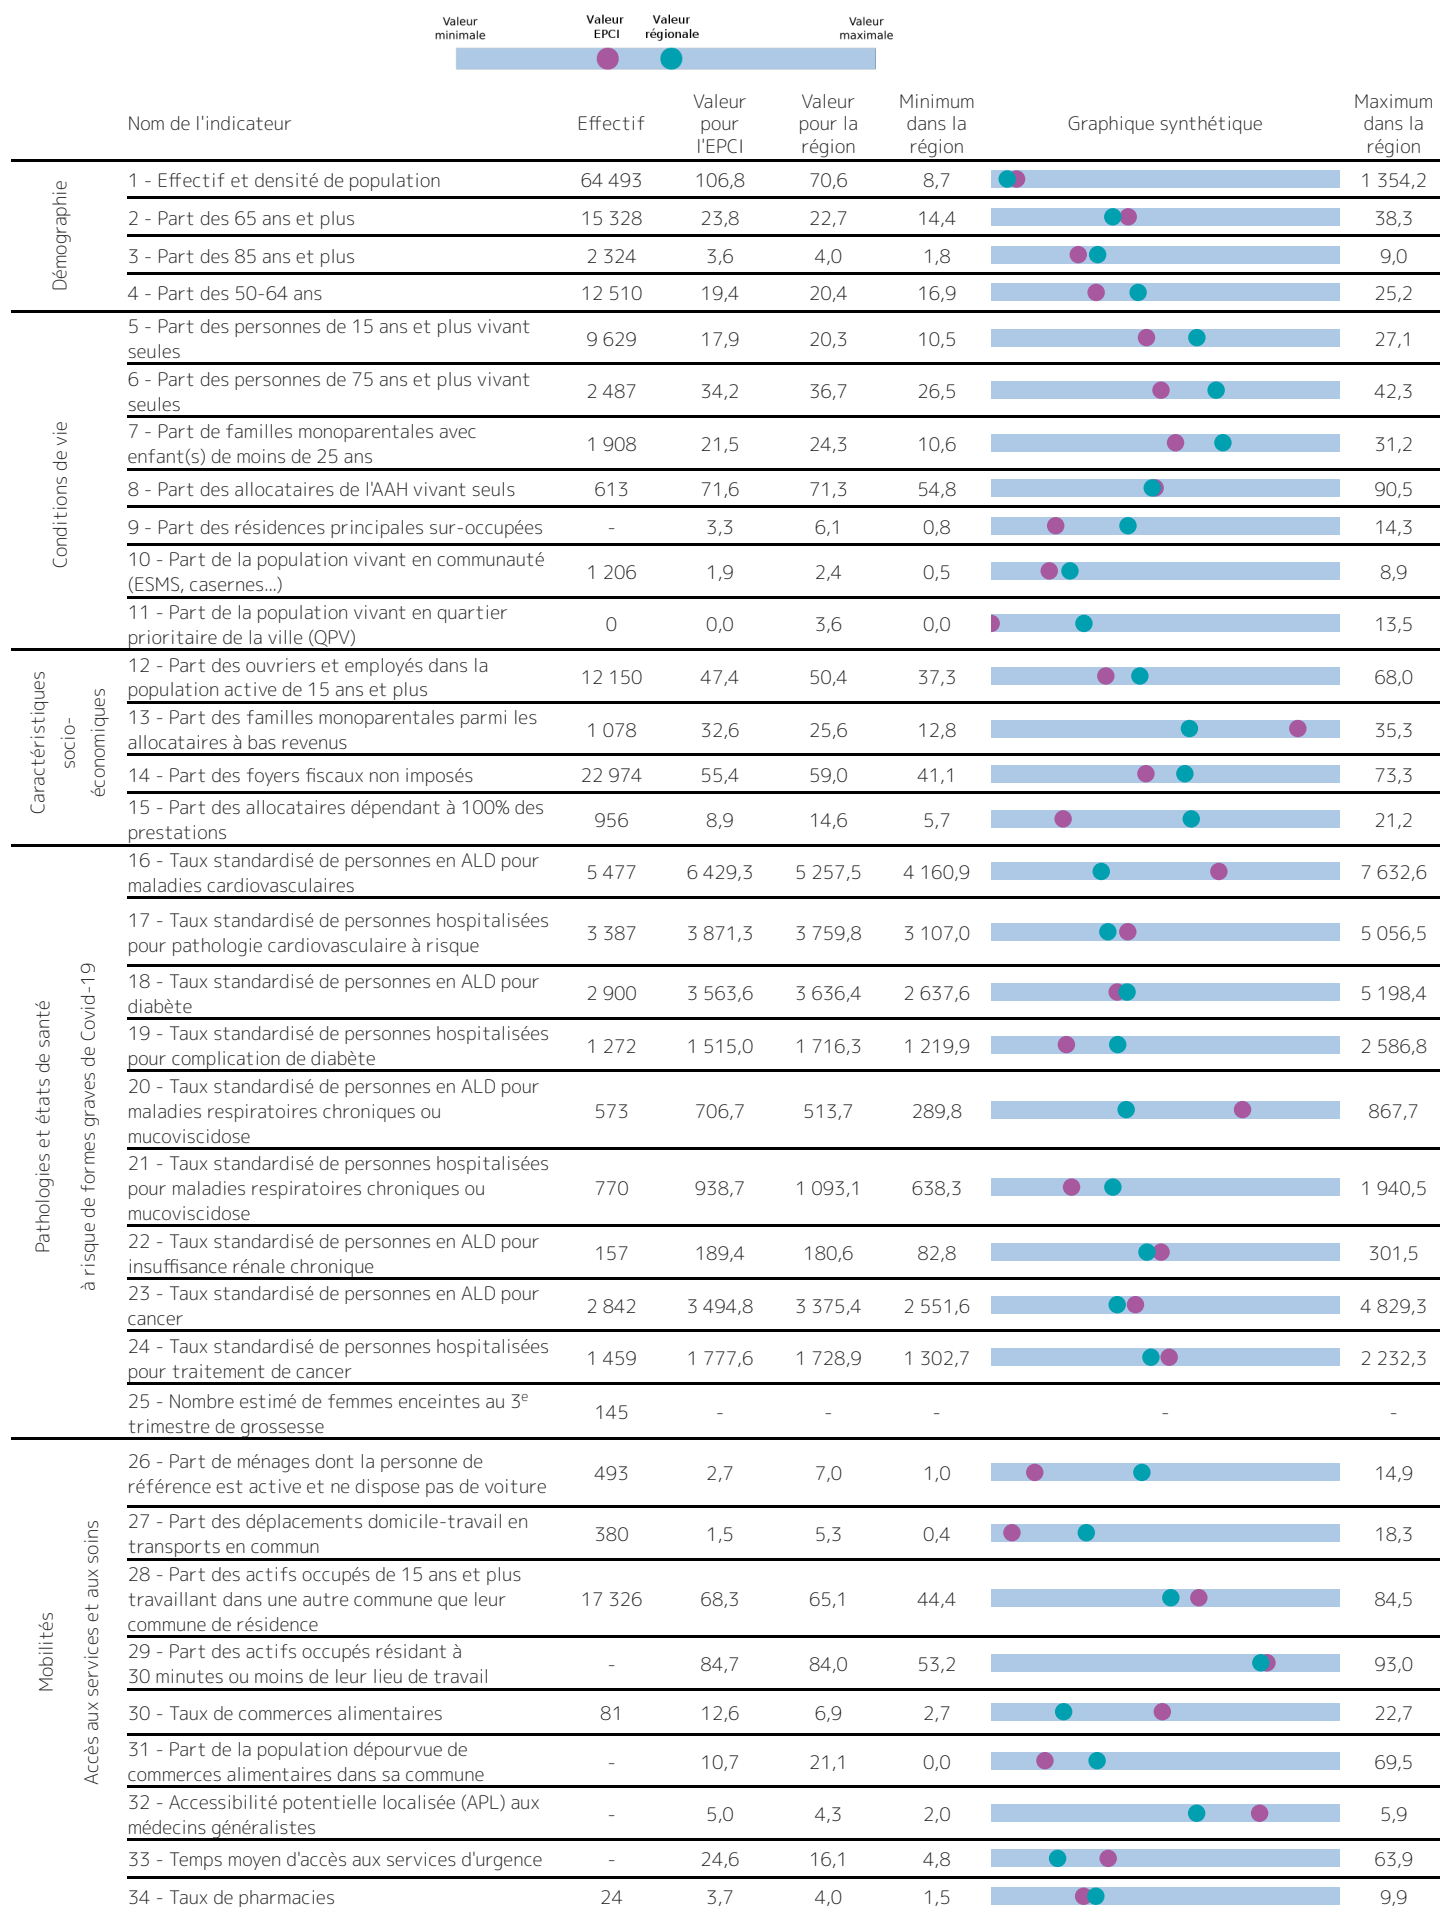 Valeur minimale
Valeur EPCI
Valeur régionale
Valeur maximale
Nom de l'indicateur
Effectif
Valeur pour l'EPCI
Valeur pour la région
Minimum dans la région
Graphique synthétique
Maximum dans la région
Démographie
1 - Effectif et densité de population 64 493 106,8 70,6 8,7 1 354,2
2 - Part des 65 ans et plus 15 328 23,8 22,7 14,4 38,3
3 - Part des 85 ans et plus 2 324 3,6 4,0 1,8 9,0
4 - Part des 50-64 ans 12 510 19,4 20,4 16,9 25,2
Conditions de vie
5 - Part des personnes de 15 ans et plus vivant
seules 9 629 17,9 20,3 10,5 27,1
6 - Part des personnes de 75 ans et plus vivant
seules 2 487 34,2 36,7 26,5 42,3
7 - Part de familles monoparentales avec
enfant(s) de moins de 25 ans 1 908 21,5 24,3 10,6 31,2
8 - Part des allocataires de l'AAH vivant seuls 613 71,6 71,3 54,8 90,5
9 - Part des résidences principales sur-occupées - 3,3 6,1 0,8 14,3
10 - Part de la population vivant en communauté
(ESMS, casernes...) 1 206 1,9 2,4 0,5 8,9
11 - Part de la population vivant en quartier
prioritaire de la ville (QPV) 0 0,0 3,6 0,0 13,5
Caractéristiques
socio-
économiques
12 - Part des ouvriers et employés dans la
population active de 15 ans et plus 12 150 47,4 50,4 37,3 68,0
13 - Part des familles monoparentales parmi les
allocataires à bas revenus 1 078 32,6 25,6 12,8 35,3
14 - Part des foyers fiscaux non imposés 22 974 55,4 59,0 41,1 73,3
15 - Part des allocataires dépendant à 100% des
prestations 956 8,9 14,6 5,7 21,2
Pathologies et états de santé
à risque de formes graves de Covid-19
16 - Taux standardisé de personnes en ALD pour
maladies cardiovasculaires 5 477 6 429,3 5 257,5 4 160,9 7 632,6
17 - Taux standardisé de personnes hospitalisées
pour pathologie cardiovasculaire à risque 3 387 3 871,3 3 759,8 3 107,0 5 056,5
18 - Taux standardisé de personnes en ALD pour
diabète 2 900 3 563,6 3 636,4 2 637,6 5 198,4
19 - Taux standardisé de personnes hospitalisées
pour complication de diabète 1 272 1 515,0 1 716,3 1 219,9 2 586,8
20 - Taux standardisé de personnes en ALD pour
maladies respiratoires chroniques ou
mucoviscidose 573 706,7 513,7 289,8 867,7
21 - Taux standardisé de personnes hospitalisées
pour maladies respiratoires chroniques ou
mucoviscidose 770 938,7 1 093,1 638,3 1 940,5
22 - Taux standardisé de personnes en ALD pour
insuffisance rénale chronique 157 189,4 180,6 82,8 301,5
23 - Taux standardisé de personnes en ALD pour
cancer 2 842 3 494,8 3 375,4 2 551,6 4 829,3
24 - Taux standardisé de personnes hospitalisées
pour traitement de cancer 1 459 1 777,6 1 728,9 1 302,7 2 232,3
25 - Nombre estimé de femmes enceintes au 3e
trimestre de grossesse 145 - - - - -
Mobilités
Accès aux services et aux soins
26 - Part de ménages dont la personne de
référence est active et ne dispose pas de voiture 493 2,7 7,0 1,0 14,9
27 - Part des déplacements domicile-travail en
transports en commun 380 1,5 5,3 0,4 18,3
28 - Part des actifs occupés de 15 ans et plus
travaillant dans une autre commune que leur
commune de résidence 17 326 68,3 65,1 44,4 84,5
29 - Part des actifs occupés résidant à
30 minutes ou moins de leur lieu de travail - 84,7 84,0 53,2 93,0
30 - Taux de commerces alimentaires 81 12,6 6,9 2,7 22,7
31 - Part de la population dépourvue de
commerces alimentaires dans sa commune - 10,7 21,1 0,0 69,5
32 - Accessibilité potentielle localisée (APL) aux
médecins généralistes - 5,0 4,3 2,0 5,9
33 - Temps moyen d'accès aux services d'urgence - 24,6 16,1 4,8 63,9
34 - Taux de pharmacies 24 3,7 4,0 1,5 9,9